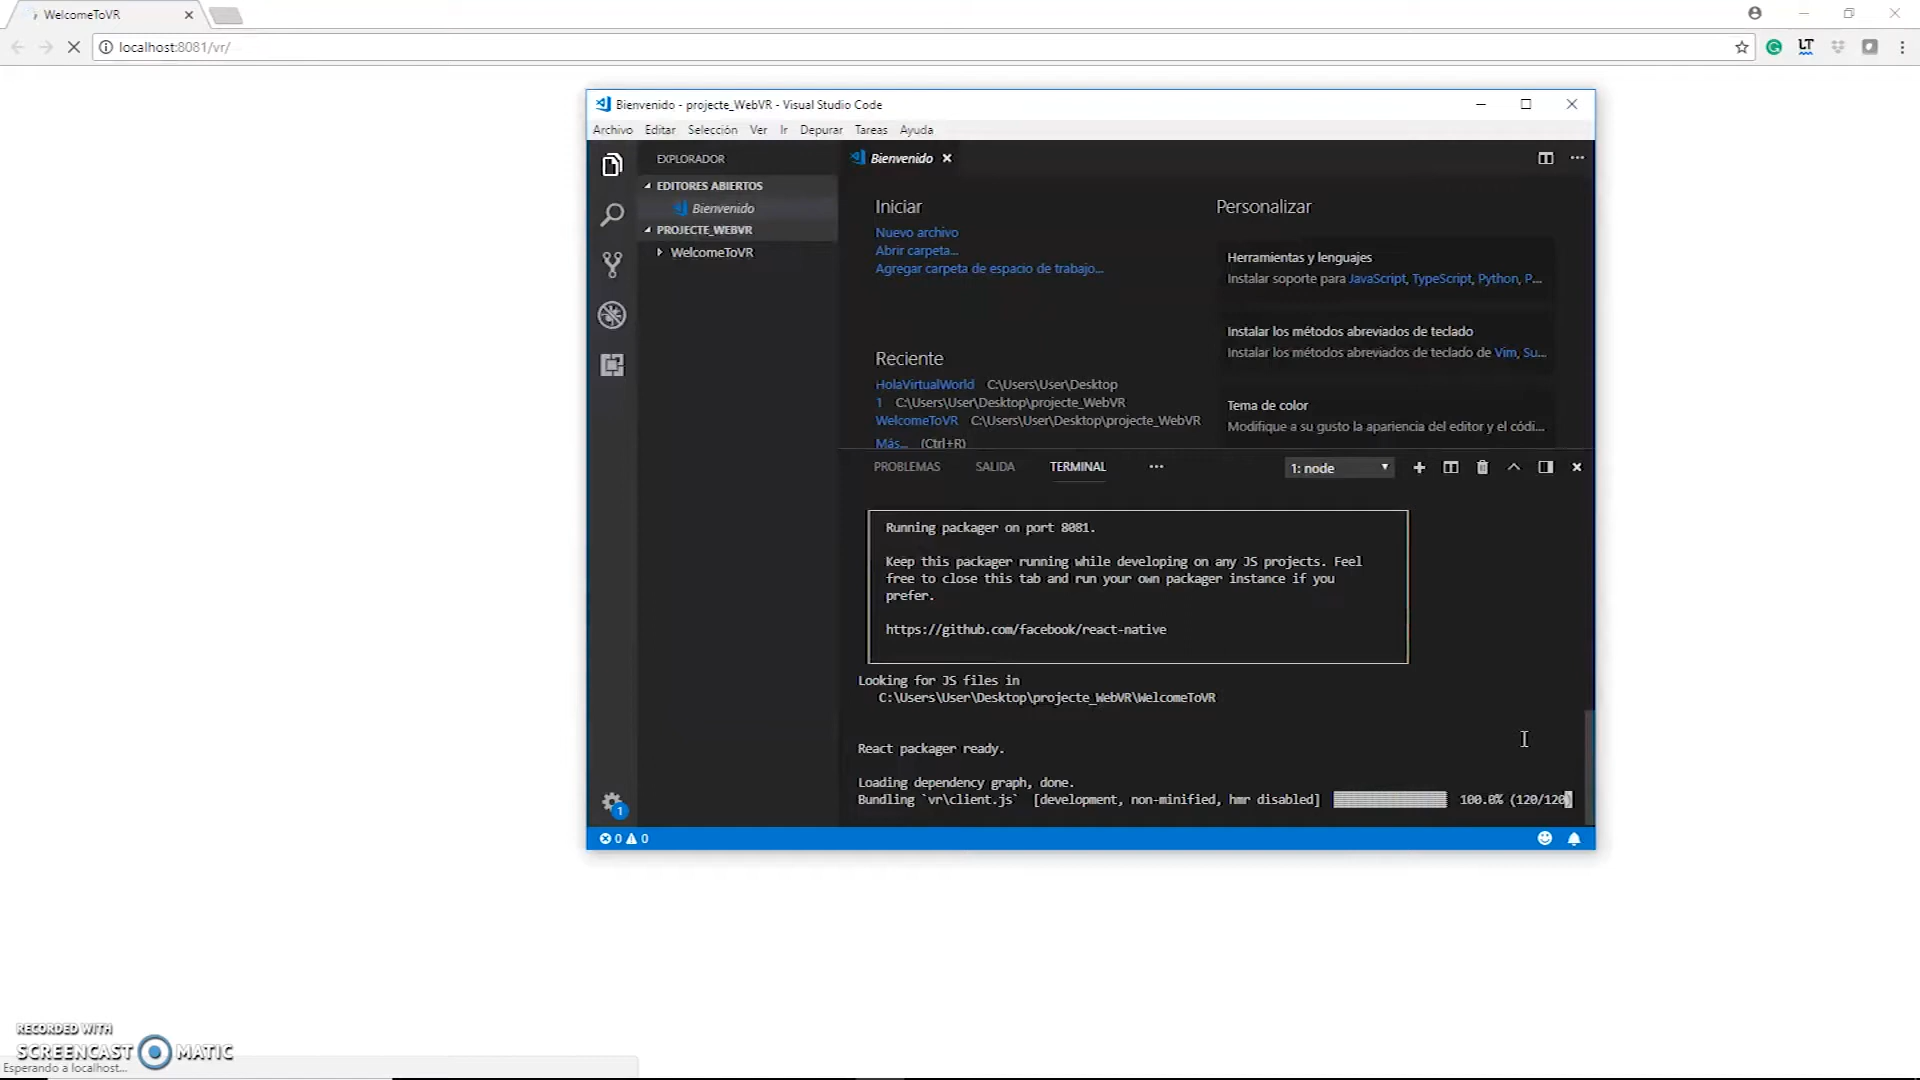 WelcomeToVR
localhost:8081/vr/
LT
Bienvenido - projecte_WebVR - Visual Studio Code
Archivo Editar Selección Ver Ir Depurar Tareas Ayuda
EXPLORADOR
EDITORES ABIERTOS
Bienvenido
PROJECTE_WEBVR
WelcomeToVR
Bienvenido
Iniciar
Nuevo archivo
Abrir carpeta...
Agregar carpeta de espacio de trabajo...
Reciente
HolaVirtualWorld C:\Users\User\Desktop
1 C:\Users\User\Desktop\projecte_WebVR
WelcomeToVR C:\Users\User\Desktop\projecte_WebVR
Más... (Ctrl+R)
Personalizar
Herramientas y lenguajes
Instalar soporte para JavaScript, TypeScript, Python, P...
Instalar los métodos abreviados de teclado
Instalar los métodos abreviados de teclado de Vim, Su...
Tema de color
Modifique a su gusto la apariencia del editor y el códi...
PROBLEMAS SALIDA TERMINAL ... 1: node
Running packager on port 8081.
Keep this packager running while developing on any JS projects. Feel
free to close this tab and run your own packager instance if you
prefer.
https://github.com/facebook/react-native
Looking for JS files in
C:\Users\User\Desktop\projecte_WebVR\WelcomeToVR
React packager ready.
Loading dependency graph, done.
Bundling `vr\client.js` [development, non-minified, hmr disabled] 100.0% (120/120)
1
0 0
RECORDED WITH
SCREENCAST MATIC
Esperando a localhost...